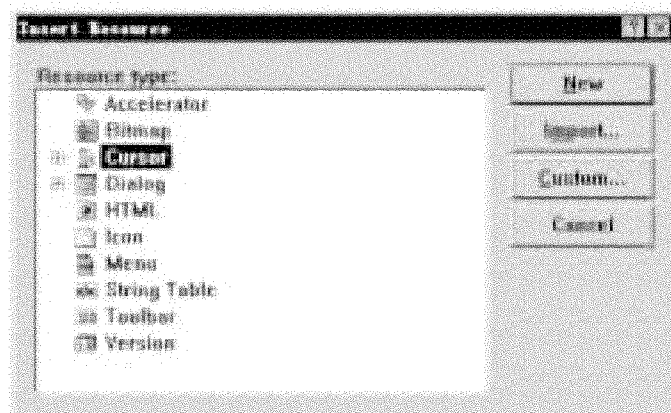 Insert Resource
Resource type:
Accelerator
Bitmap
Cursor
Dialog
HTML
Icon
Menu
String Table
Toolbar
Version
New
Import...
Custom...
Cancel